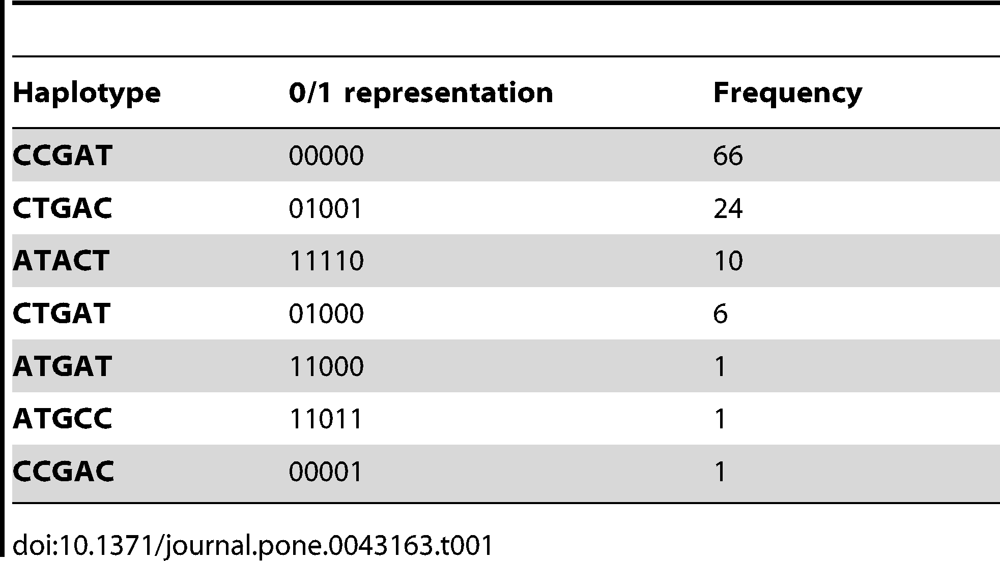 Haplotype 0/1 representation Frequency
CCGAT 00000 66
CTGAC 01001 24
ATACT 11110 10
CTGAT 01000 6
ATGAT 11000 1
ATGCC 11011 1
CCGAC 00001 1
doi:10.1371/journal.pone.0043163.t001